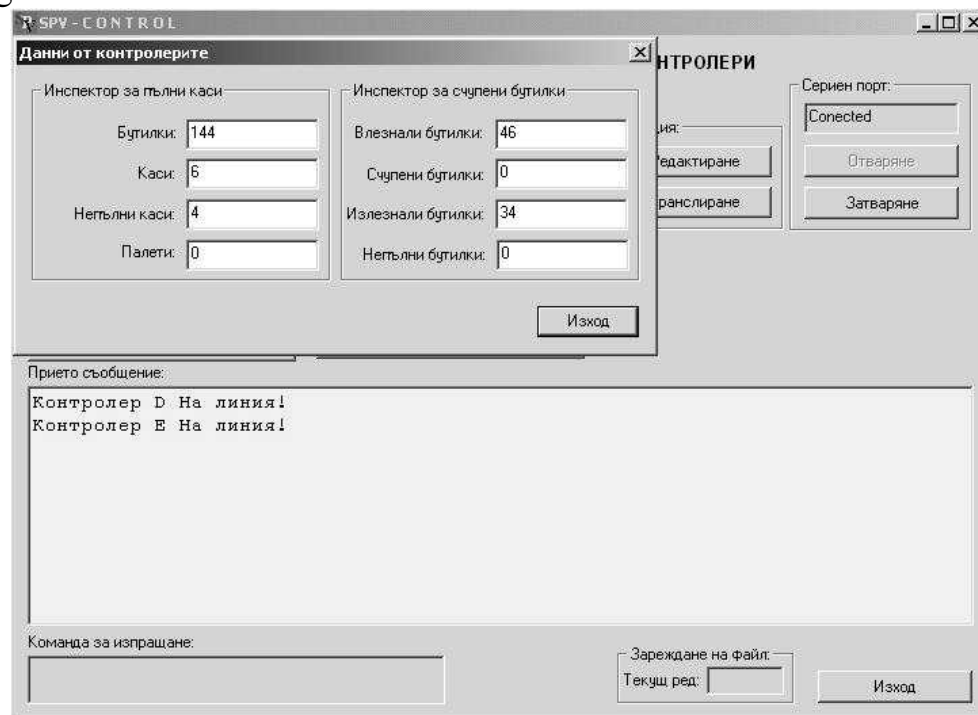 SPV-CONTROL
Данни от контролерите
НТРОЛЕРИ
Инспектор за пълни каси
Бутилки: 144
Каси: 6
Непълни каси: 4
Палети: 0
Инспектор за счупени бутилки
Влезнали бутилки: 46
Счупени бутилки: 0
Излезнали бутилки: 34
Непълни бутилки: 0
Изход
ия:
едактиране
ранслиране
Сериен порт:
Conected
Отваряне
Затваряне
Прието съобщение:
Контролер D На линия!
Контролер E На линия!
Команда за изпращане:
Зареждане на файл:
Текущ ред:
Изход